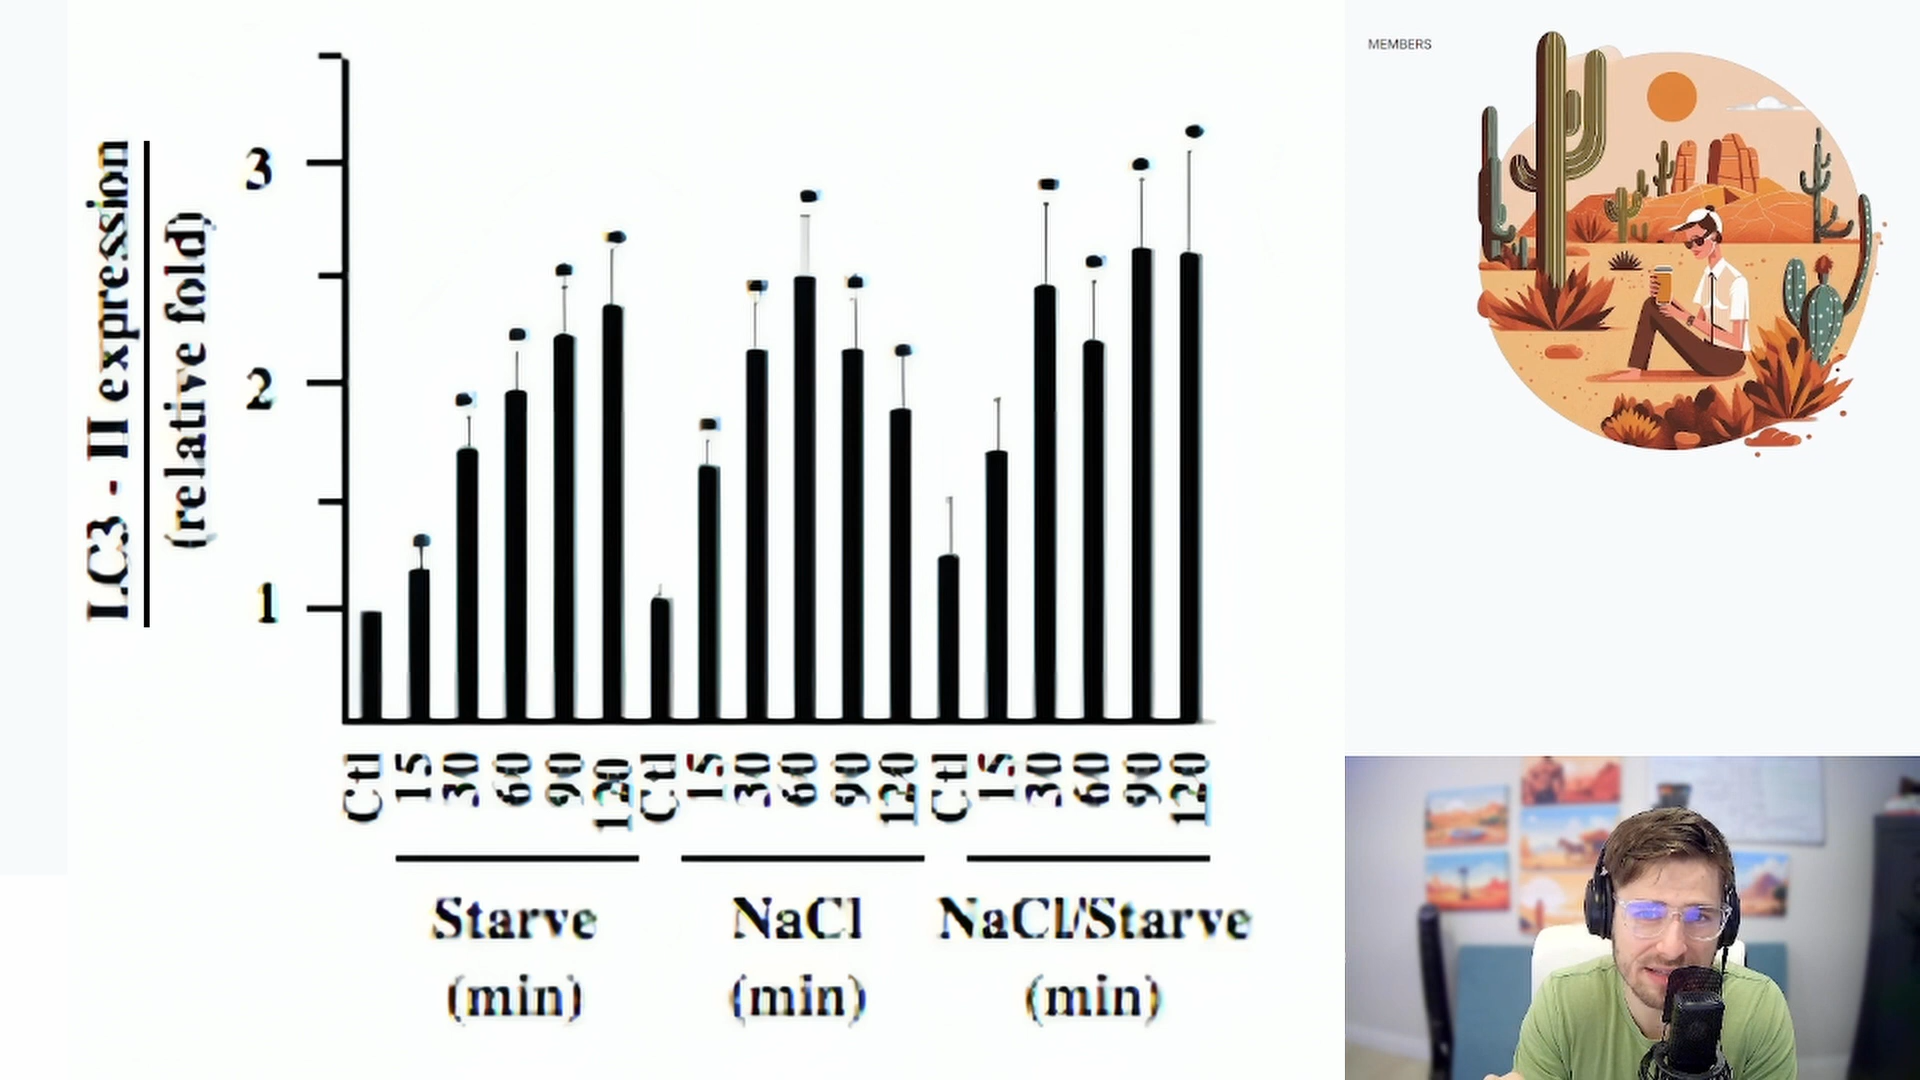 LC3 - II expression
(relative fold)
3
2
1
Ctl 15 30 60 90 120 Ctl 15 30 60 90 120 Ctl 15 30 60 90 120
Starve NaCl NaCl/Starve
(min) (min) (min)
MEMBERS